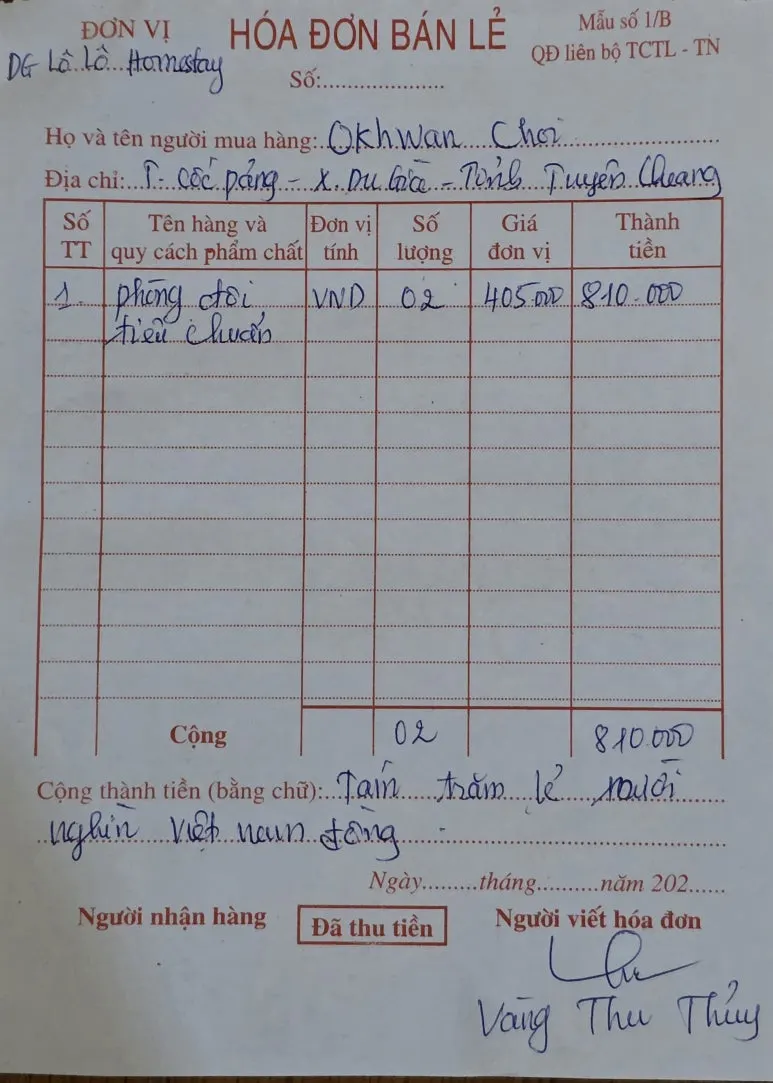 ĐƠN VỊ
DG Lô Lô Homestay
HÓA ĐƠN BÁN LẺ
Số:......................
Mẫu số 1/B
QĐ liên bộ TCTL - TN
Họ và tên người mua hàng: Okhwan Choi
Địa chỉ: T. Cốc pảng - X. Du Già - Tỉnh Tuyên Quang
Số TT Tên hàng và quy cách phẩm chất Đơn vị tính Số lượng Giá đơn vị Thành tiền
1. phòng đôi VND 02 405.000 810.000
tiêu chuẩn
Cộng 02 810.000
Cộng thành tiền (bằng chữ): Tám trăm lẻ mười
nghìn việt nam đồng
Ngày..........tháng..........năm 202......
Người nhận hàng Đã thu tiền Người viết hóa đơn
Vàng Thu Thủy